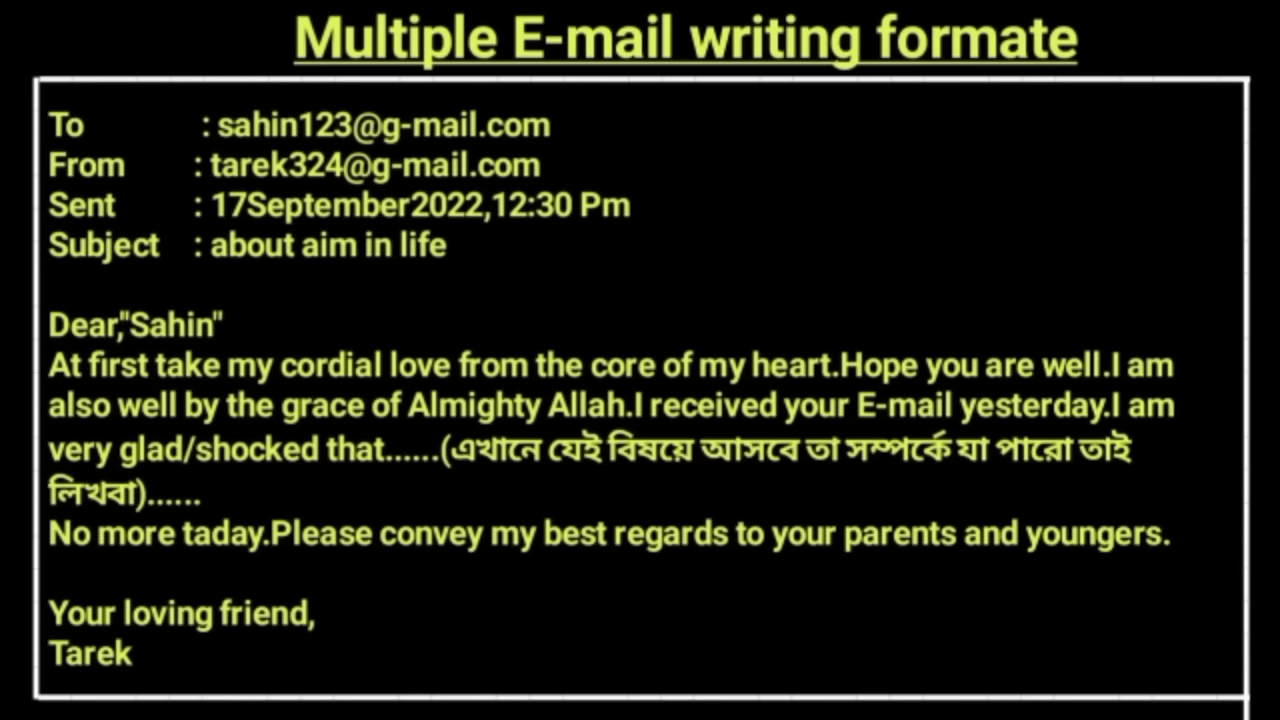 Multiple E-mail writing formate
To : sahin123@g-mail.com
From : tarek324@g-mail.com
Sent : 17September2022,12:30 Pm
Subject : about aim in life
Dear,"Sahin"
At first take my cordial love from the core of my heart.Hope you are well.I am
also well by the grace of Almighty Allah.I received your E-mail yesterday.I am
very glad/shocked that......(এখানে যেই বিষয়ে আসবে তা সম্পর্কে যা পারো তাই
লিখবা)......
No more taday.Please convey my best regards to your parents and youngers.
Your loving friend,
Tarek